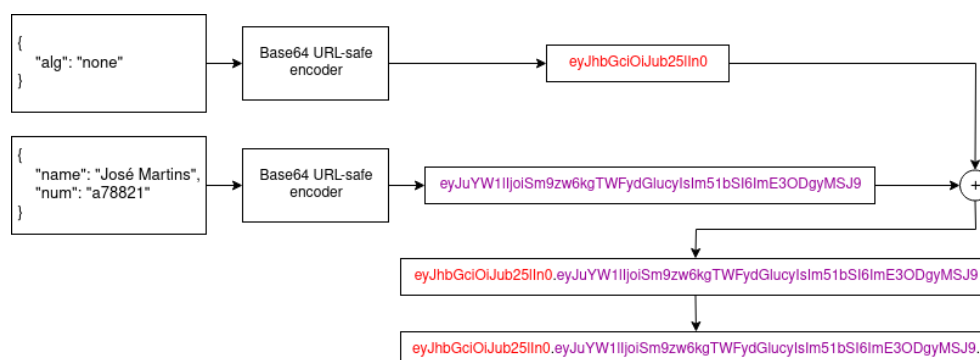 {
"alg": "none"
}
Base64 URL-safe
encoder
eyJhbGciOiJub25lIn0
{
"name": "José Martins",
"num": "a78821"
}
Base64 URL-safe
encoder
eyJuYW1lIjoiSm9zw6kgTWFydGlucyIsIm51bSI6ImE3ODgyMSJ9
+
eyJhbGciOiJub25lIn0.eyJuYW1lIjoiSm9zw6kgTWFydGlucyIsIm51bSI6ImE3ODgyMSJ9
eyJhbGciOiJub25lIn0.eyJuYW1lIjoiSm9zw6kgTWFydGlucyIsIm51bSI6ImE3ODgyMSJ9.